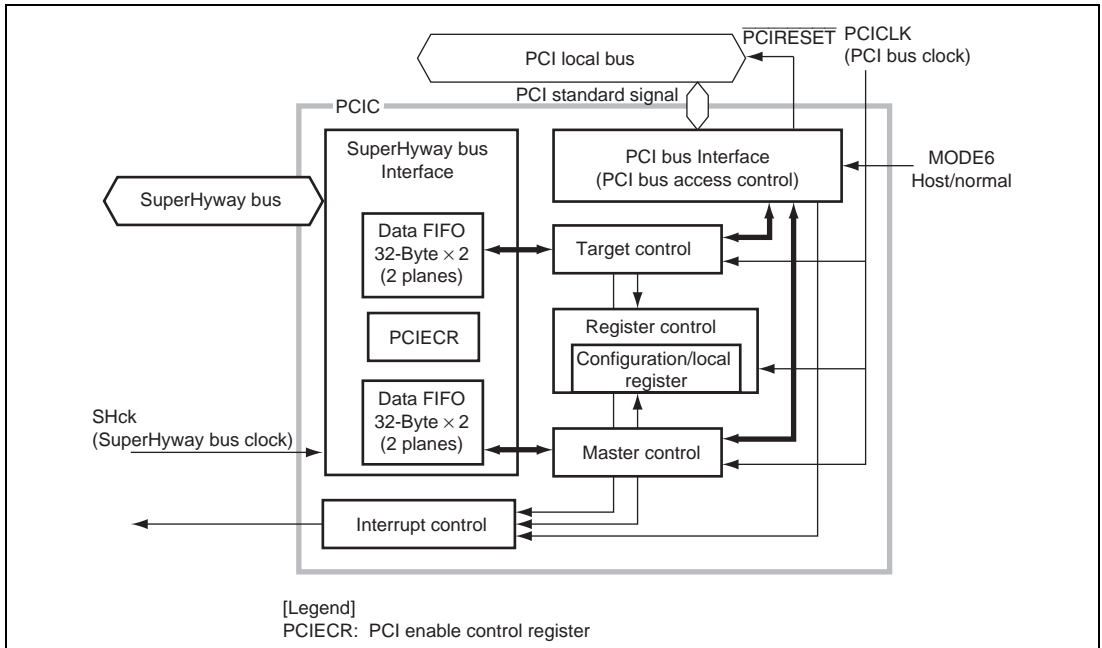 PCIRESET
PCICLK
(PCI bus clock)
PCI local bus
PCI standard signal
PCIC
SuperHyway bus
Interface
PCI bus Interface
(PCI bus access control)
MODE6
Host/normal
SuperHyway bus
Data FIFO
32-Byte × 2
(2 planes)
Target control
Register control
PCIECR
Configuration/local
register
Data FIFO
32-Byte × 2
(2 planes)
SHck
(SuperHyway bus clock)
Master control
Interrupt control
[Legend]
PCIECR: PCI enable control register